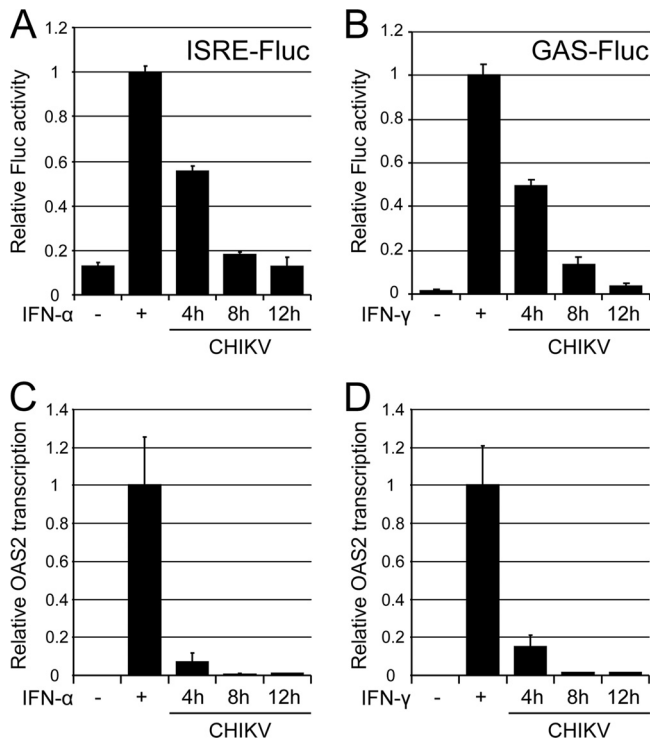 A
ISRE-Fluc
Relative Fluc activity
1.2
1
0.8
0.6
0.4
0.2
0
IFN-α - + 4h 8h 12h
CHIKV
B
GAS-Fluc
Relative Fluc activity
1.2
1
0.8
0.6
0.4
0.2
0
IFN-γ - + 4h 8h 12h
CHIKV
C
Relative OAS2 transcription
1.4
1.2
1
0.8
0.6
0.4
0.2
0
IFN-α - + 4h 8h 12h
CHIKV
D
Relative OAS2 transcription
1.4
1.2
1
0.8
0.6
0.4
0.2
0
IFN-γ - + 4h 8h 12h
CHIKV